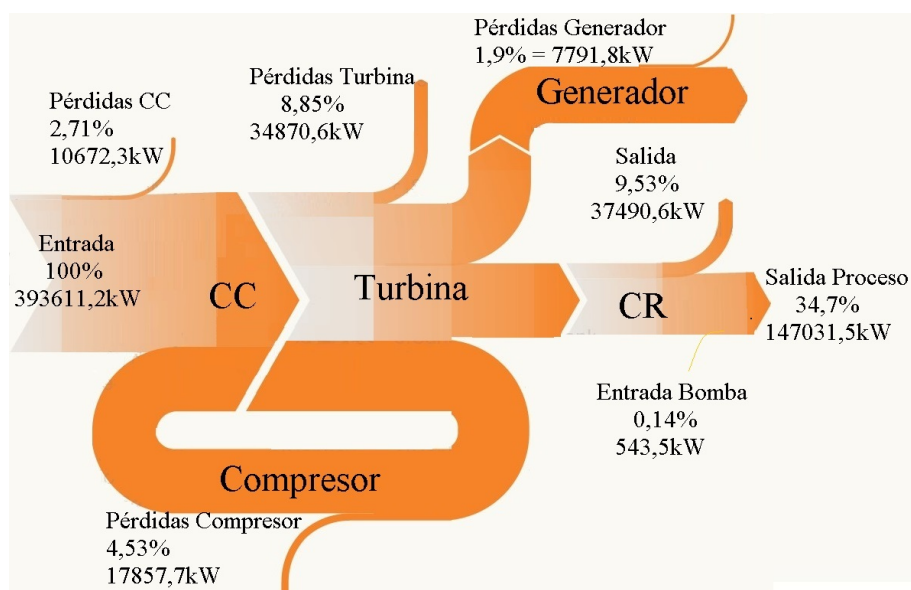 Pérdidas Generador
1,9% = 7791,8kW
Generador
Pérdidas Turbina
8,85%
34870,6kW
Pérdidas CC
2,71%
10672,3kW
Salida
9,53%
37490,6kW
Entrada
100%
393611,2kW
CC
Turbina
CR
Salida Proceso
34,7%
147031,5kW
Entrada Bomba
0,14%
543,5kW
Compresor
Pérdidas Compresor
4,53%
17857,7kW